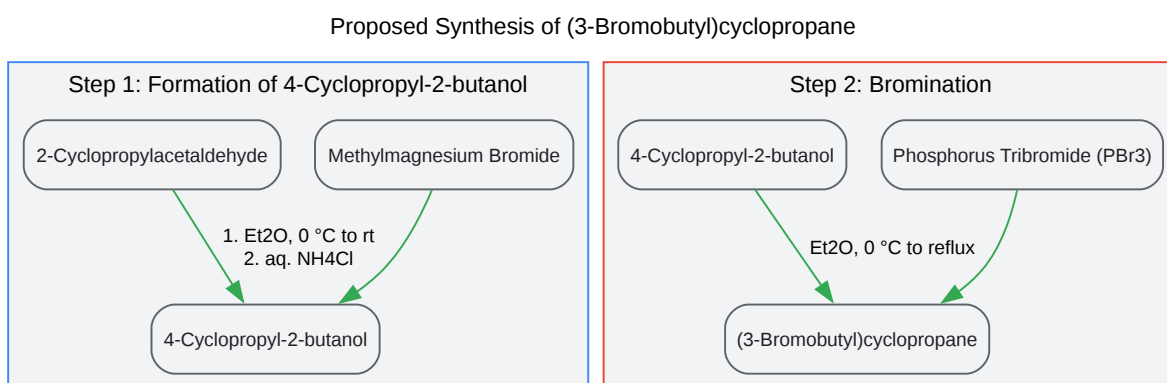 Proposed Synthesis of (3-Bromobutyl)cyclopropane
Step 1: Formation of 4-Cyclopropyl-2-butanol
2-Cyclopropylacetaldehyde
Methylmagnesium Bromide
1. Et2O, 0 °C to rt
2. aq. NH4Cl
4-Cyclopropyl-2-butanol
Step 2: Bromination
4-Cyclopropyl-2-butanol
Phosphorus Tribromide (PBr3)
Et2O, 0 °C to reflux
(3-Bromobutyl)cyclopropane